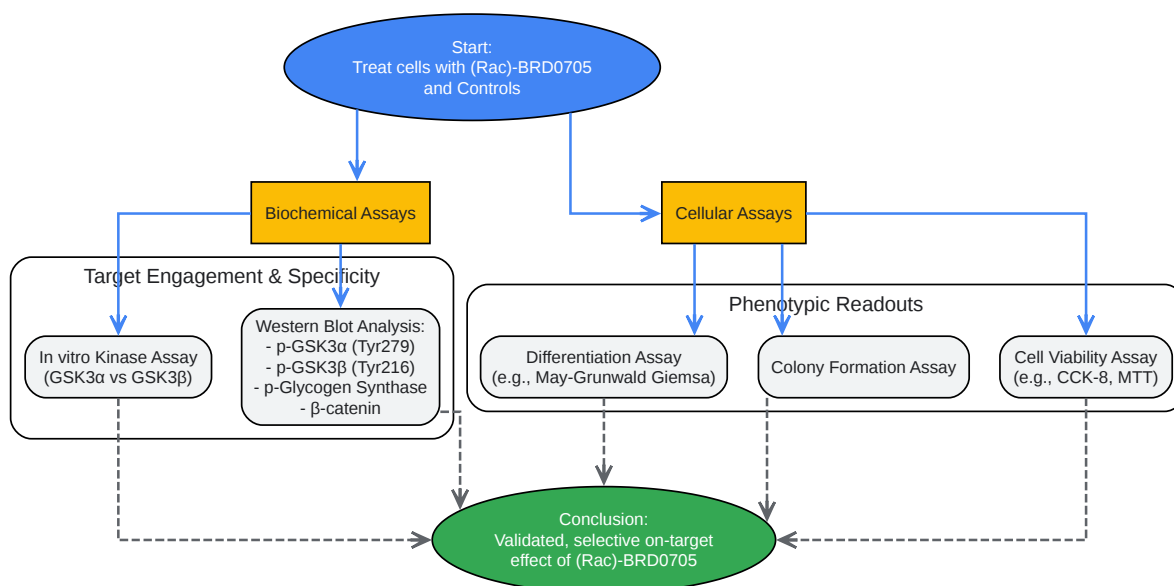 Start:
Treat cells with (Rac)-BRD0705
and Controls
Biochemical Assays
Cellular Assays
Target Engagement & Specificity
Phenotypic Readouts
In vitro Kinase Assay
(GSK3α vs GSK3β)
Western Blot Analysis:
- p-GSK3α (Tyr279)
- p-GSK3β (Tyr216)
- p-Glycogen Synthase
- β-catenin
Differentiation Assay
(e.g., May-Grunwald Giemsa)
Colony Formation Assay
Cell Viability Assay
(e.g., CCK-8, MTT)
Conclusion:
Validated, selective on-target
effect of (Rac)-BRD0705